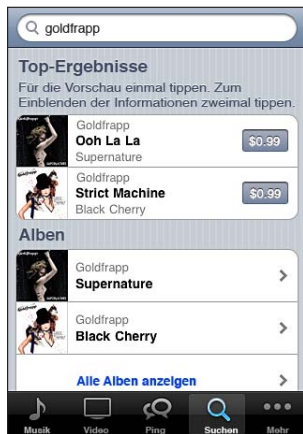 goldfrapp
Top-Ergebnisse
Für die Vorschau einmal tippen. Zum
Einblenden der Informationen zweimal tippen.
Goldfrapp
Ooh La La
Supernature
$0.99
Goldfrapp
Strict Machine
Black Cherry
$0.99
Alben
Goldfrapp
Supernature
Goldfrapp
Black Cherry
Alle Alben anzeigen
Musik
Video
Ping
Suchen
Mehr